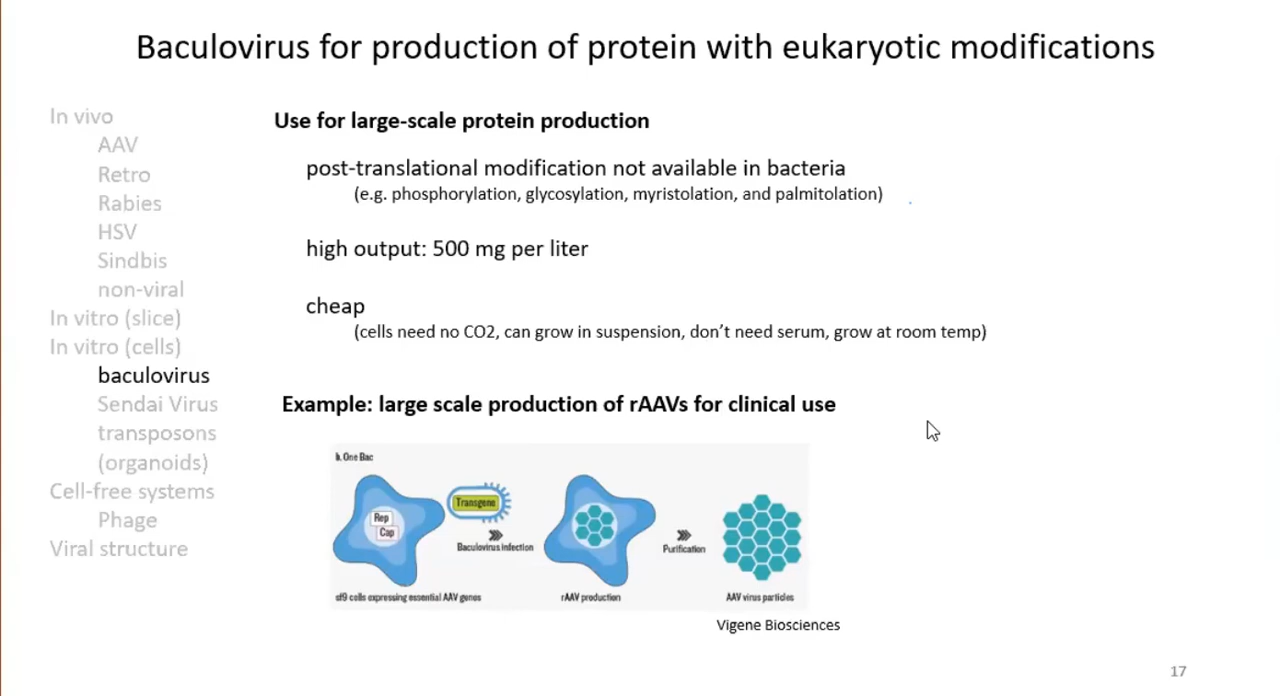 Baculovirus for production of protein with eukaryotic modifications
In vivo
AAV
Retro
Rabies
HSV
Sindbis
non-viral
In vitro (slice)
In vitro (cells)
baculovirus
Sendai Virus
transposons
(organoids)
Cell-free systems
Phage
Viral structure
Use for large-scale protein production
post-translational modification not available in bacteria
(e.g. phosphorylation, glycosylation, myristolation, and palmitolation)
high output: 500 mg per liter
cheap
(cells need no CO2, can grow in suspension, don't need serum, grow at room temp)
Example: large scale production of rAAVs for clinical use
b. One Bac
Rep
Cap
Transgene
Baculovirus infection
Purification
sf9 cells expressing essential AAV genes
rAAV production
AAV virus particles
Vigene Biosciences
17